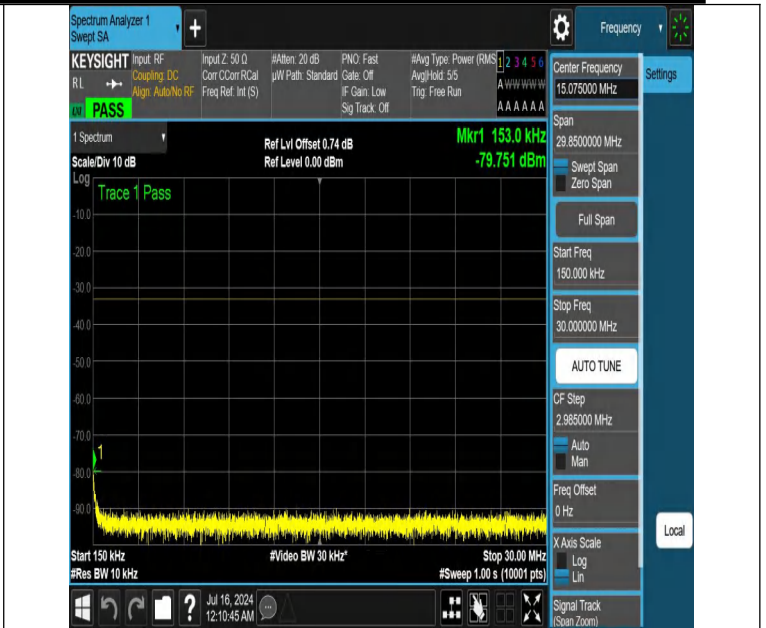 Spectrum Analyzer 1
Swept SA
+
Frequency
KEYSIGHT
RL
PASS
Input: RF
Coupling: DC
Align: Auto/No RF
Input Z: 50 Ω
Corr CCorr RCal
Freq Ref: Int (S)
#Atten: 20 dB
µW Path: Standard
PNO: Fast
Gate: Off
IF Gain: Low
Sig Track: Off
#Avg Type: Power (RMS
Avg|Hold: 5/5
Trig: Free Run
1 2 3 4 5 6
A W W W W W
A A A A A A
1 Spectrum
Scale/Div 10 dB
Log
Ref Lvl Offset 0.74 dB
Ref Level 0.00 dBm
Mkr1 153.0 kHz
-79.751 dBm
Trace 1 Pass
-10.0
-20.0
-30.0
-40.0
-50.0
-60.0
-70.0
1
-80.0
-90.0
Start 150 kHz
#Res BW 10 kHz
#Video BW 30 kHz*
Stop 30.00 MHz
#Sweep 1.00 s (10001 pts)
?
Jul 16, 2024
12:10:45 AM
Center Frequency
15.075000 MHz
Settings
Span
29.8500000 MHz
Swept Span
Zero Span
Full Span
Start Freq
150.000 kHz
Stop Freq
30.000000 MHz
AUTO TUNE
CF Step
2.985000 MHz
Auto
Man
Freq Offset
0 Hz
X Axis Scale
Log
Lin
Local
Signal Track
(Span Zoom)